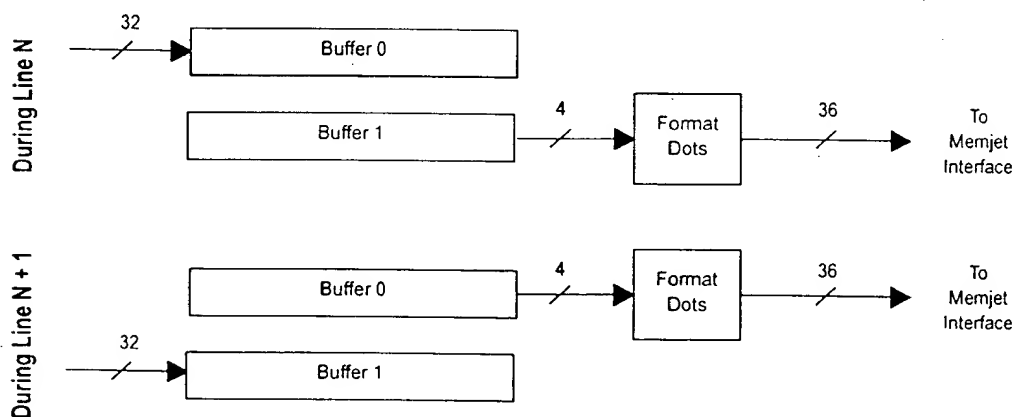 During Line N
32
Buffer 0
Buffer 1
4
Format
Dots
36
To
Memjet
Interface
During Line N + 1
Buffer 0
4
Format
Dots
36
To
Memjet
Interface
32
Buffer 1